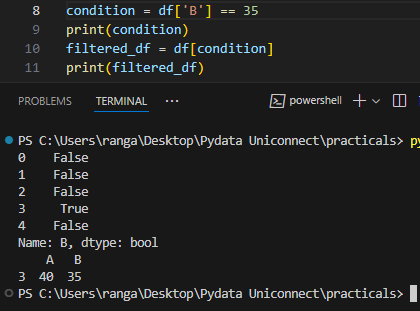 8 condition = df['B'] == 35
9 print(condition)
10 filtered_df = df[condition]
11 print(filtered_df)
PROBLEMS TERMINAL ··· powershell
PS C:\Users\ranga\Desktop\Pydata Uniconnect\practicals> py
0    False
1    False
2    False
3     True
4    False
Name: B, dtype: bool
    A   B
3  40  35
PS C:\Users\ranga\Desktop\Pydata Uniconnect\practicals>